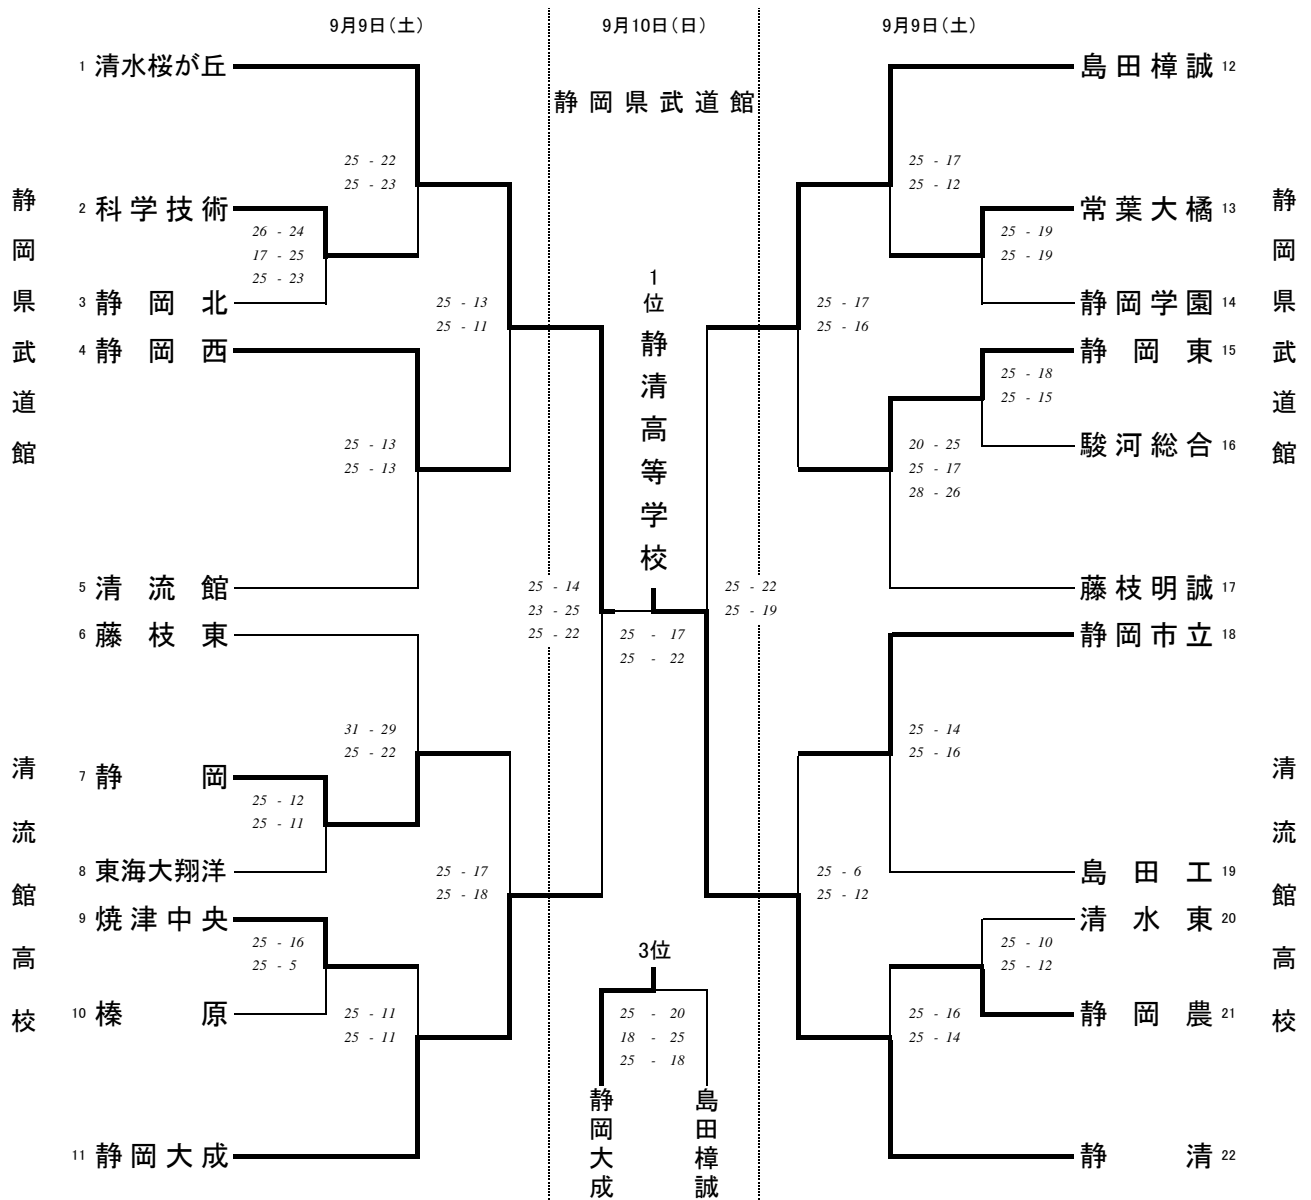 9月9日(土)
9月10日(日)
9月9日(土)
静岡県武道館
静岡県武道館
清流館高校
1 清水桜が丘
25 - 22
25 - 23
2 科学技術
26 - 24
17 - 25
25 - 23
3 静岡北
25 - 13
25 - 11
4 静岡西
25 - 13
25 - 13
5 清流館
6 藤枝東
31 - 29
25 - 22
7 静岡
25 - 12
25 - 11
8 東海大翔洋
25 - 17
25 - 18
9 焼津中央
25 - 16
25 - 5
10 榛原
25 - 11
25 - 11
11 静岡大成
25 - 14
23 - 25
25 - 22
1位
静清高等学校
25 - 17
25 - 22
25 - 22
25 - 19
3位
25 - 20
18 - 25
25 - 18
静岡大成
島田樟誠
島田樟誠 12
25 - 17
25 - 12
常葉大橘 13
25 - 19
25 - 19
静岡学園 14
25 - 17
25 - 16
静岡東 15
25 - 18
25 - 15
駿河総合 16
20 - 25
25 - 17
28 - 26
藤枝明誠 17
静岡市立 18
25 - 14
25 - 16
島田工 19
25 - 6
25 - 12
清水東 20
25 - 10
25 - 12
静岡農 21
25 - 16
25 - 14
静清 22
静岡県武道館
清流館高校